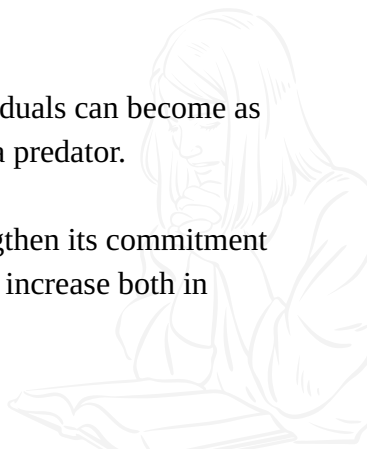 duals can become as
a predator.
gthen its commitment
increase both in